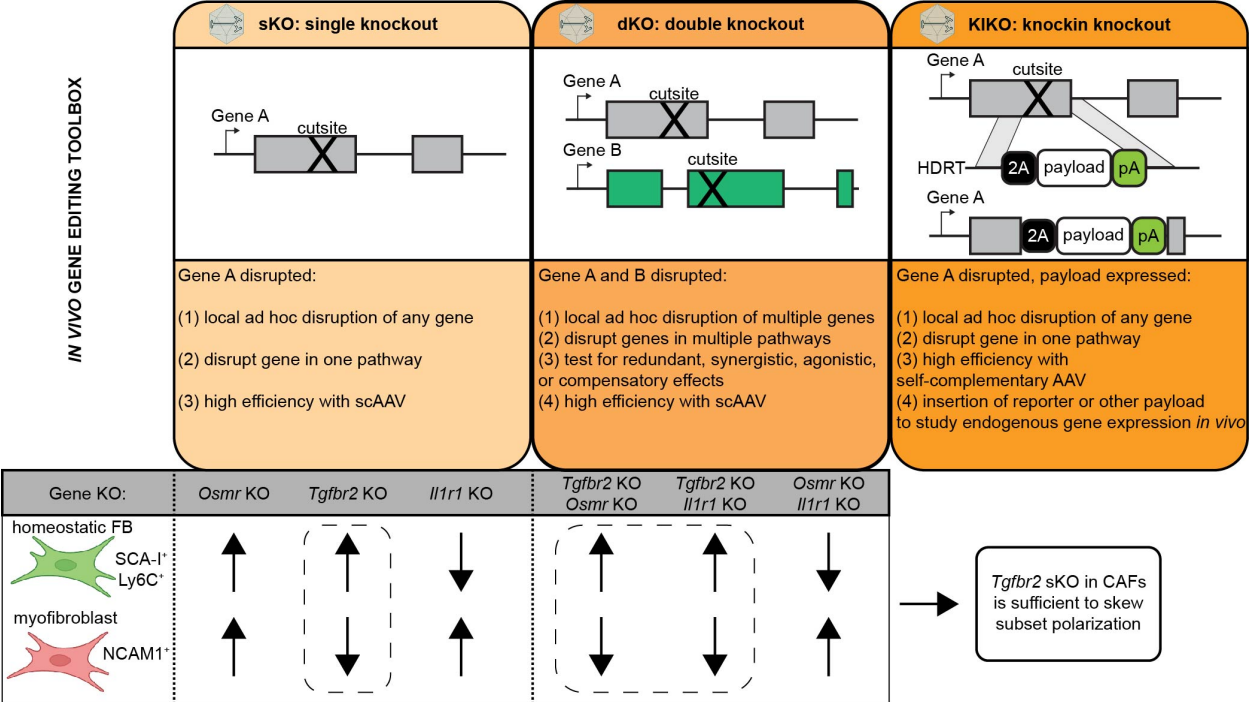 IN VIVO GENE EDITING TOOLBOX
sKO: single knockout
Gene A
cutsite
Gene A disrupted:
(1) local ad hoc disruption of any gene
(2) disrupt gene in one pathway
(3) high efficiency with scAAV
dKO: double knockout
Gene A
cutsite
Gene B
cutsite
Gene A and B disrupted:
(1) local ad hoc disruption of multiple genes
(2) disrupt genes in multiple pathways
(3) test for redundant, synergistic, agonistic,
or compensatory effects
(4) high efficiency with scAAV
KIKO: knockin knockout
Gene A
cutsite
HDRT
2A
payload
pA
Gene A
2A
payload
pA
Gene A disrupted, payload expressed:
(1) local ad hoc disruption of any gene
(2) disrupt gene in one pathway
(3) high efficiency with
self-complementary AAV
(4) insertion of reporter or other payload
to study endogenous gene expression in vivo
Gene KO:
Osmr KO
Tgfbr2 KO
Il1r1 KO
Tgfbr2 KO
Osmr KO
Tgfbr2 KO
Il1r1 KO
Osmr KO
Il1r1 KO
homeostatic FB
SCA-I⁺
Ly6C⁺
myofibroblast
NCAM1⁺
Tgfbr2 sKO in CAFs
is sufficient to skew
subset polarization